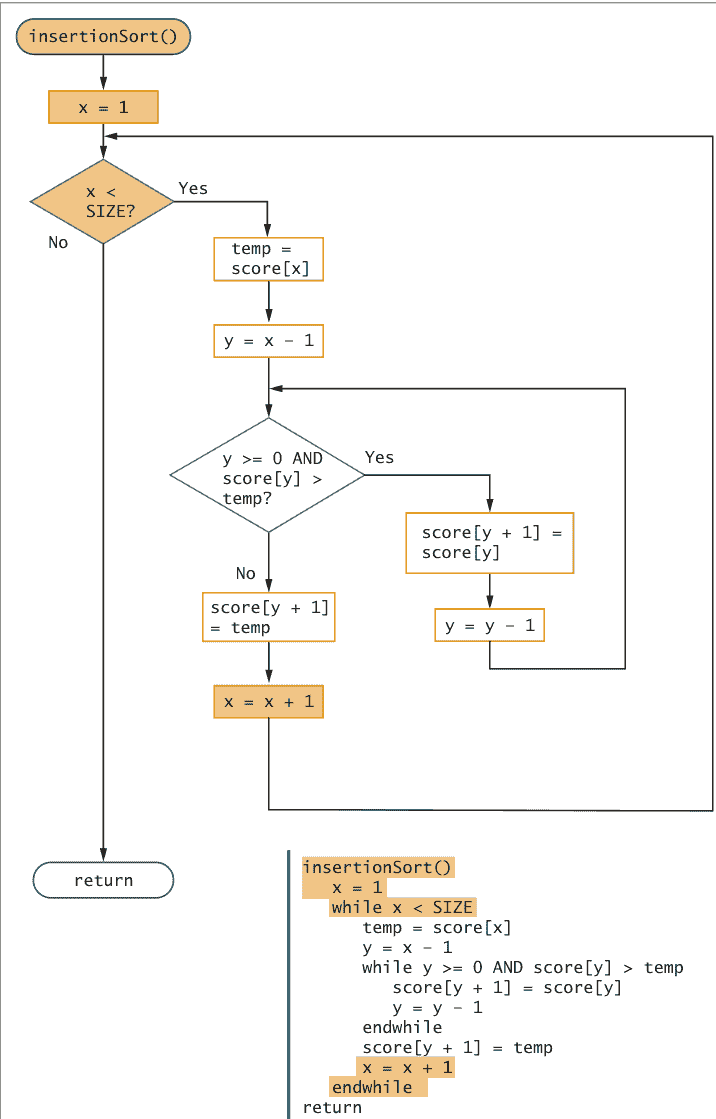 insertionSort()
x = 1
x <
SIZE?
Yes
No
temp =
score[x]
y = x - 1
y >= 0 AND
score[y] >
temp?
Yes
score[y + 1] =
score[y]
y = y - 1
No
score[y + 1]
= temp
x = x + 1
return
insertionSort()
x = 1
while x < SIZE
temp = score[x]
y = x - 1
while y >= 0 AND score[y] > temp
score[y + 1] = score[y]
y = y - 1
endwhile
score[y + 1] = temp
x = x + 1
endwhile
return